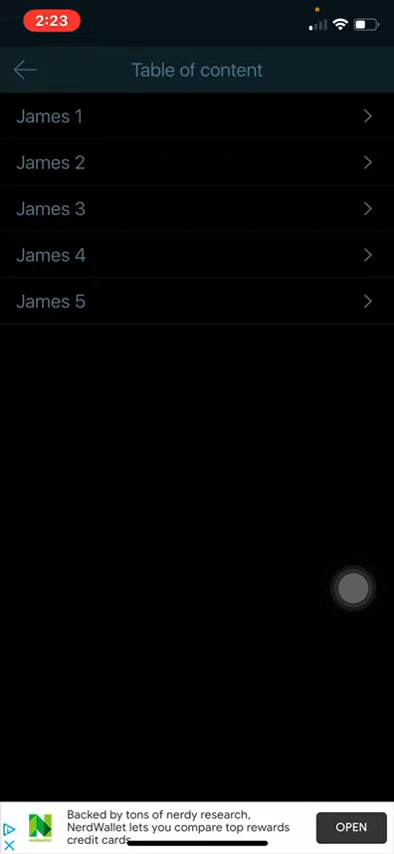 2:23
Table of content
James 1
James 2
James 3
James 4
James 5
Backed by tons of nerdy research,
NerdWallet lets you compare top rewards
credit cards.
OPEN